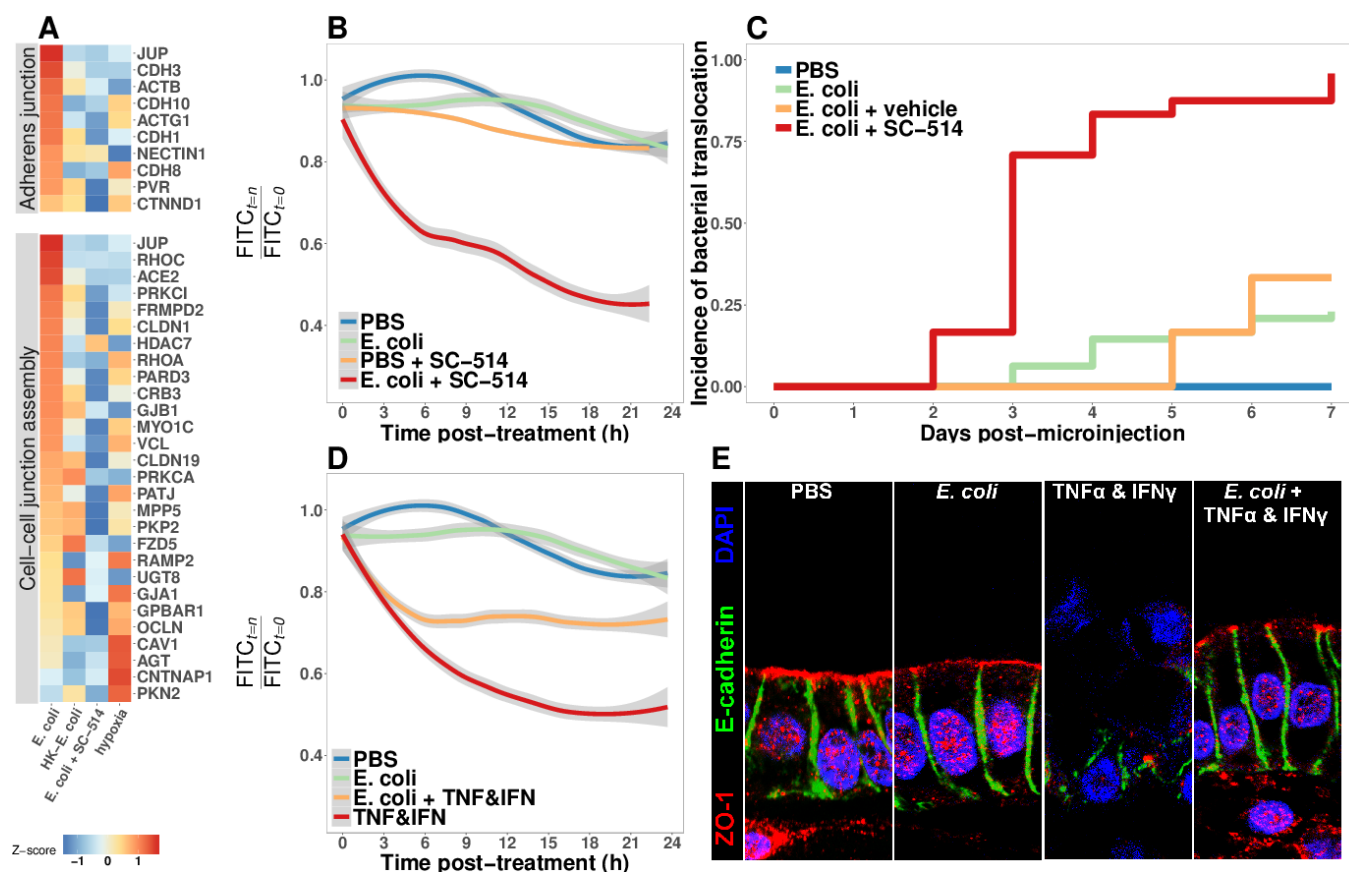 A
Adherens junction
JUP
CDH3
ACTB
CDH10
ACTG1
CDH1
NECTIN1
CDH8
PVR
CTNND1
Cell−cell junction assembly
JUP
RHOC
ACE2
PRKCI
FRMPD2
CLDN1
HDAC7
RHOA
PARD3
CRB3
GJB1
MYO1C
VCL
CLDN19
PRKCA
PATJ
MPP5
PKP2
FZD5
RAMP2
UGT8
GJA1
GPBAR1
OCLN
CAV1
AGT
CNTNAP1
PKN2
E. coli
HK−E.coli
E. coli + SC−514
hypoxia
Z−score
−1 0 1
B
FITCt=n
FITCt=0
1.0
0.8
0.6
0.4
PBS
E. coli
PBS + SC−514
E. coli + SC−514
0 3 6 9 12 15 18 21 24
Time post−treatment (h)
C
Incidence of bacterial translocation
1.00
0.75
0.50
0.25
0.00
PBS
E. coli
E. coli + vehicle
E. coli + SC−514
0 1 2 3 4 5 6 7
Days post−microinjection
D
FITCt=n
FITCt=0
1.0
0.8
0.6
0.4
PBS
E. coli
E. coli + TNF&IFN
TNF&IFN
0 3 6 9 12 15 18 21 24
Time post−treatment (h)
E
ZO-1 E-cadherin DAPI
PBS
E. coli
TNFα & IFNγ
E. coli +
TNFα & IFNγ